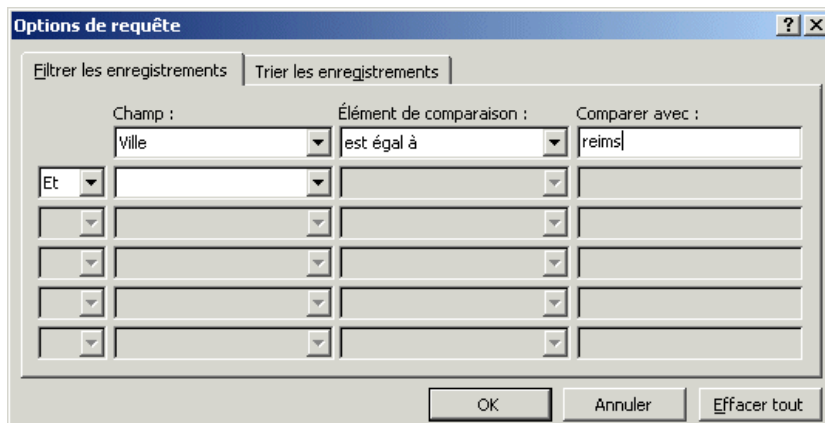 Options de requête
Filtrer les enregistrements Trier les enregistrements
Champ : Élément de comparaison : Comparer avec :
Ville est égal à reims
Et
OK Annuler Effacer tout